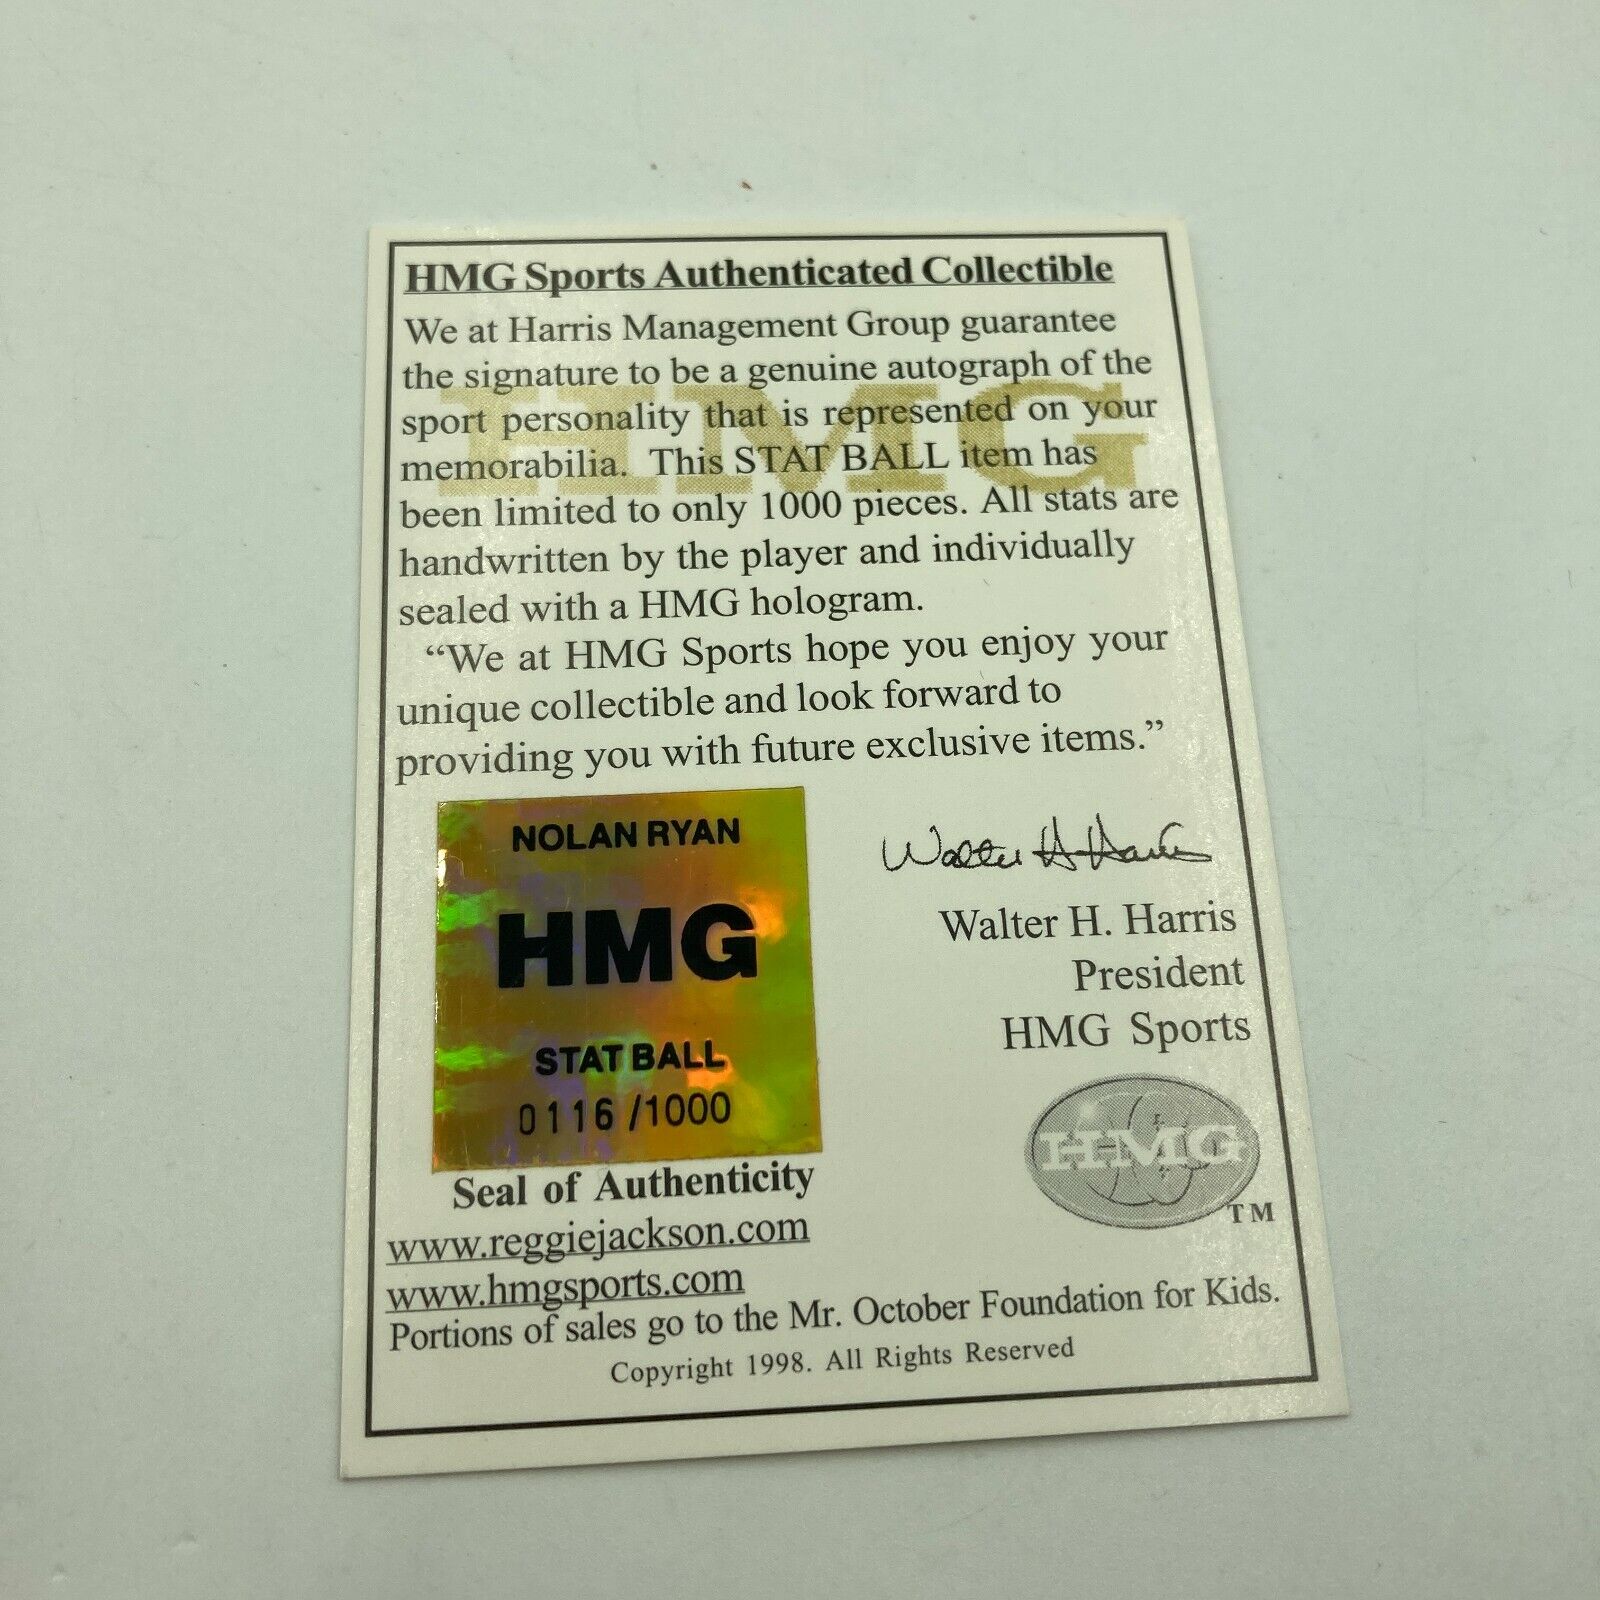 HMG Sports Authenticated Collectible
We at Harris Management Group guarantee
the signature to be a genuine autograph of the
sport personality that is represented on your
memorabilia. This STAT BALL item has
been limited to only 1000 pieces. All stats are
handwritten by the player and individually
sealed with a HMG hologram.
“We at HMG Sports hope you enjoy your
unique collectible and look forward to
providing you with future exclusive items.”
HMG
NOLAN RYAN
HMG
STAT BALL
0116 /1000
Seal of Authenticity
Walter H. Harris
Walter H. Harris
President
HMG Sports
HMG
TM
www.reggiejackson.com
www.hmgsports.com
Portions of sales go to the Mr. October Foundation for Kids.
Copyright 1998. All Rights Reserved